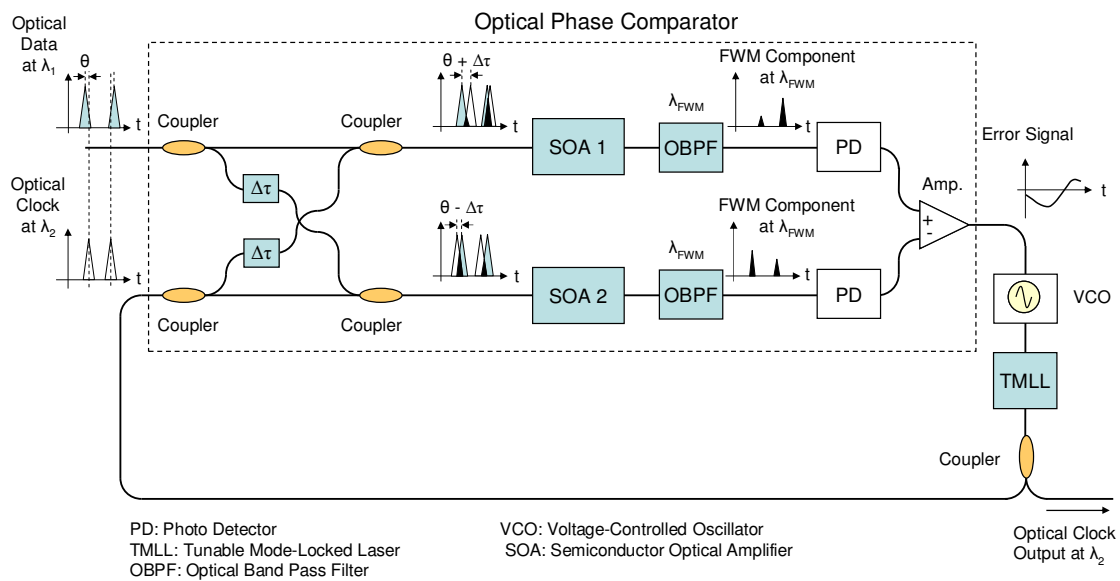 Optical Phase Comparator
Optical
Data
at λ1
θ
t
Optical
Clock
at λ2
t
Coupler
Coupler
Δτ
Δτ
Coupler
Coupler
θ + Δτ
t
θ - Δτ
t
SOA 1
SOA 2
λFWM
OBPF
λFWM
OBPF
FWM Component
at λFWM
t
FWM Component
at λFWM
t
PD
PD
Amp.
+
-
Error Signal
t
VCO
TMLL
Coupler
Optical Clock
Output at λ2
PD: Photo Detector
TMLL: Tunable Mode-Locked Laser
OBPF: Optical Band Pass Filter
VCO: Voltage-Controlled Oscillator
SOA: Semiconductor Optical Amplifier